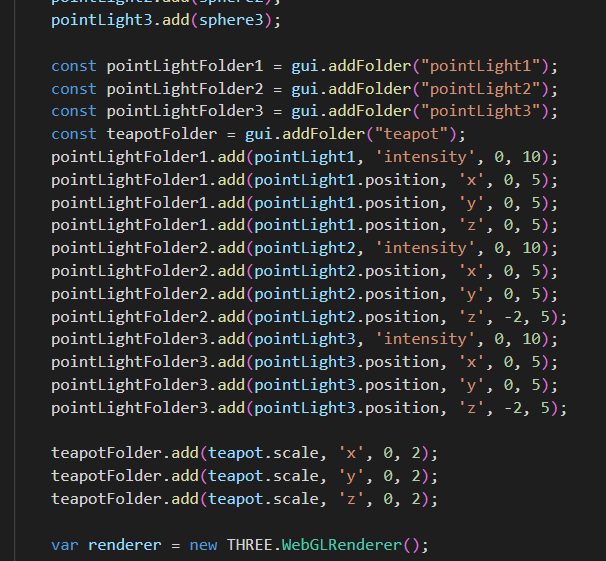 pointLight2.add(sphere2);
pointLight3.add(sphere3);
const pointLightFolder1 = gui.addFolder("pointLight1");
const pointLightFolder2 = gui.addFolder("pointLight2");
const pointLightFolder3 = gui.addFolder("pointLight3");
const teapotFolder = gui.addFolder("teapot");
pointLightFolder1.add(pointLight1, 'intensity', 0, 10);
pointLightFolder1.add(pointLight1.position, 'x', 0, 5);
pointLightFolder1.add(pointLight1.position, 'y', 0, 5);
pointLightFolder1.add(pointLight1.position, 'z', 0, 5);
pointLightFolder2.add(pointLight2, 'intensity', 0, 10);
pointLightFolder2.add(pointLight2.position, 'x', 0, 5);
pointLightFolder2.add(pointLight2.position, 'y', 0, 5);
pointLightFolder2.add(pointLight2.position, 'z', -2, 5);
pointLightFolder3.add(pointLight3, 'intensity', 0, 10);
pointLightFolder3.add(pointLight3.position, 'x', 0, 5);
pointLightFolder3.add(pointLight3.position, 'y', 0, 5);
pointLightFolder3.add(pointLight3.position, 'z', -2, 5);
teapotFolder.add(teapot.scale, 'x', 0, 2);
teapotFolder.add(teapot.scale, 'y', 0, 2);
teapotFolder.add(teapot.scale, 'z', 0, 2);
var renderer = new THREE.WebGLRenderer();